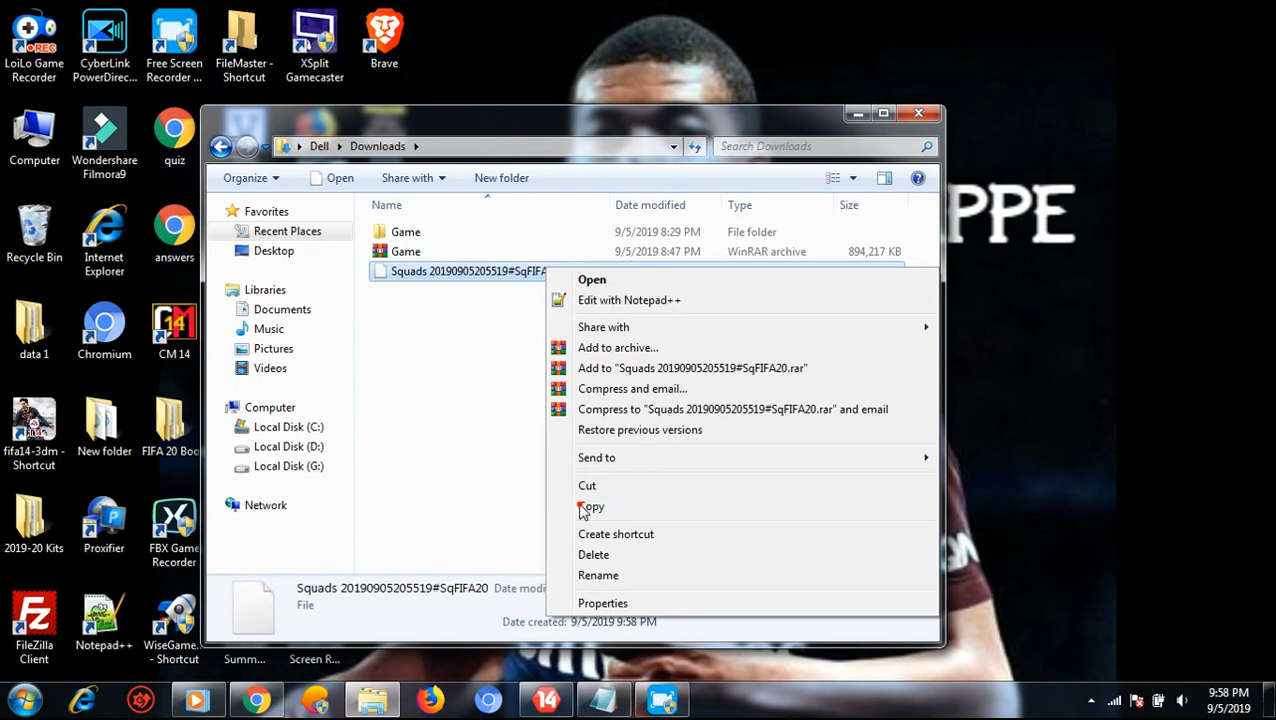 LoiLo Game
Recorder
CyberLink
PowerDirec...
Free Screen
Recorder ...
FileMaster -
Shortcut
XSplit
Gamecaster
Brave
Computer
Wondershare
Filmora9
quiz
Recycle Bin
Internet
Explorer
answers
data 1
Chromium
CM 14
CM
14
fifa14-3dm -
Shortcut
New folder
FIFA 20 Boo
2019-20 Kits
Proxifier
FBX Game
Recorder
FileZilla
Client
Notepad++
WiseGame...
- Shortcut
Summ...
Screen R...
PPE
Dell
Downloads
Search Downloads
Organize
Open
Share with
New folder
Name
Date modified
Type
Size
Favorites
Recent Places
Desktop
Libraries
Documents
Music
Pictures
Videos
Computer
Local Disk (C:)
Local Disk (D:)
Local Disk (G:)
Network
Game 9/5/2019 8:29 PM File folder
Game 9/5/2019 8:47 PM WinRAR archive 894,217 KB
Squads 20190905205519#SqFIFA
Open
Edit with Notepad++
Share with
Add to archive...
Add to "Squads 20190905205519#SqFIFA20.rar"
Compress and email...
Compress to "Squads 20190905205519#SqFIFA20.rar" and email
Restore previous versions
Send to
Cut
Copy
Create shortcut
Delete
Rename
Properties
Squads 20190905205519#SqFIFA20 Date modi
File
Date created: 9/5/2019 9:58 PM
14
9:58 PM
9/5/2019